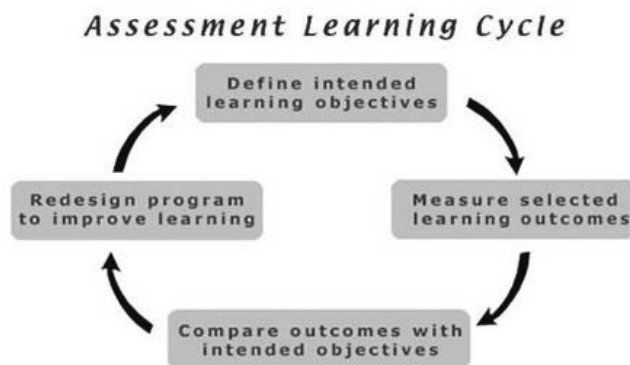 Assessment Learning Cycle
Define intended
learning objectives
Measure selected
learning outcomes
Compare outcomes with
intended objectives
Redesign program
to improve learning